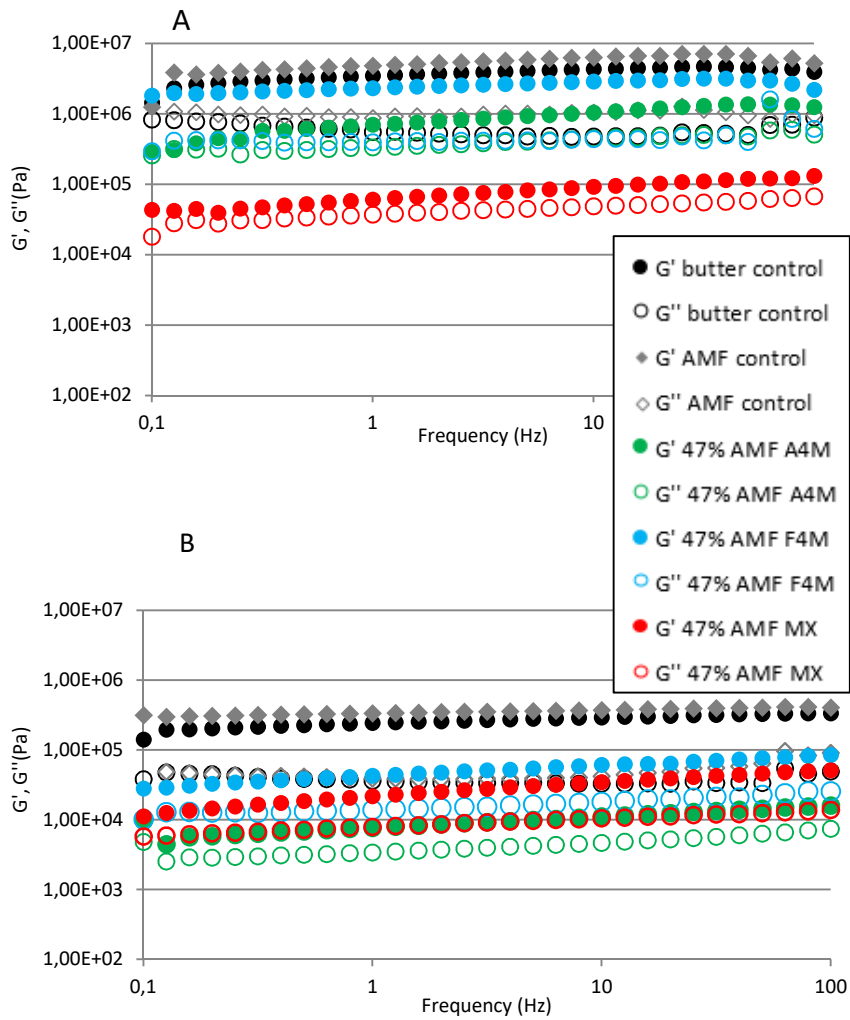 A
1,00E+07
1,00E+06
1,00E+05
1,00E+04
1,00E+03
1,00E+02
G', G''(Pa)
0,1
1
10
Frequency (Hz)
G' butter control
G'' butter control
G' AMF control
G'' AMF control
G' 47% AMF A4M
G'' 47% AMF A4M
G' 47% AMF F4M
G'' 47% AMF F4M
G' 47% AMF MX
G'' 47% AMF MX
B
1,00E+07
1,00E+06
1,00E+05
1,00E+04
1,00E+03
1,00E+02
G', G''(Pa)
0,1
1
10
100
Frequency (Hz)